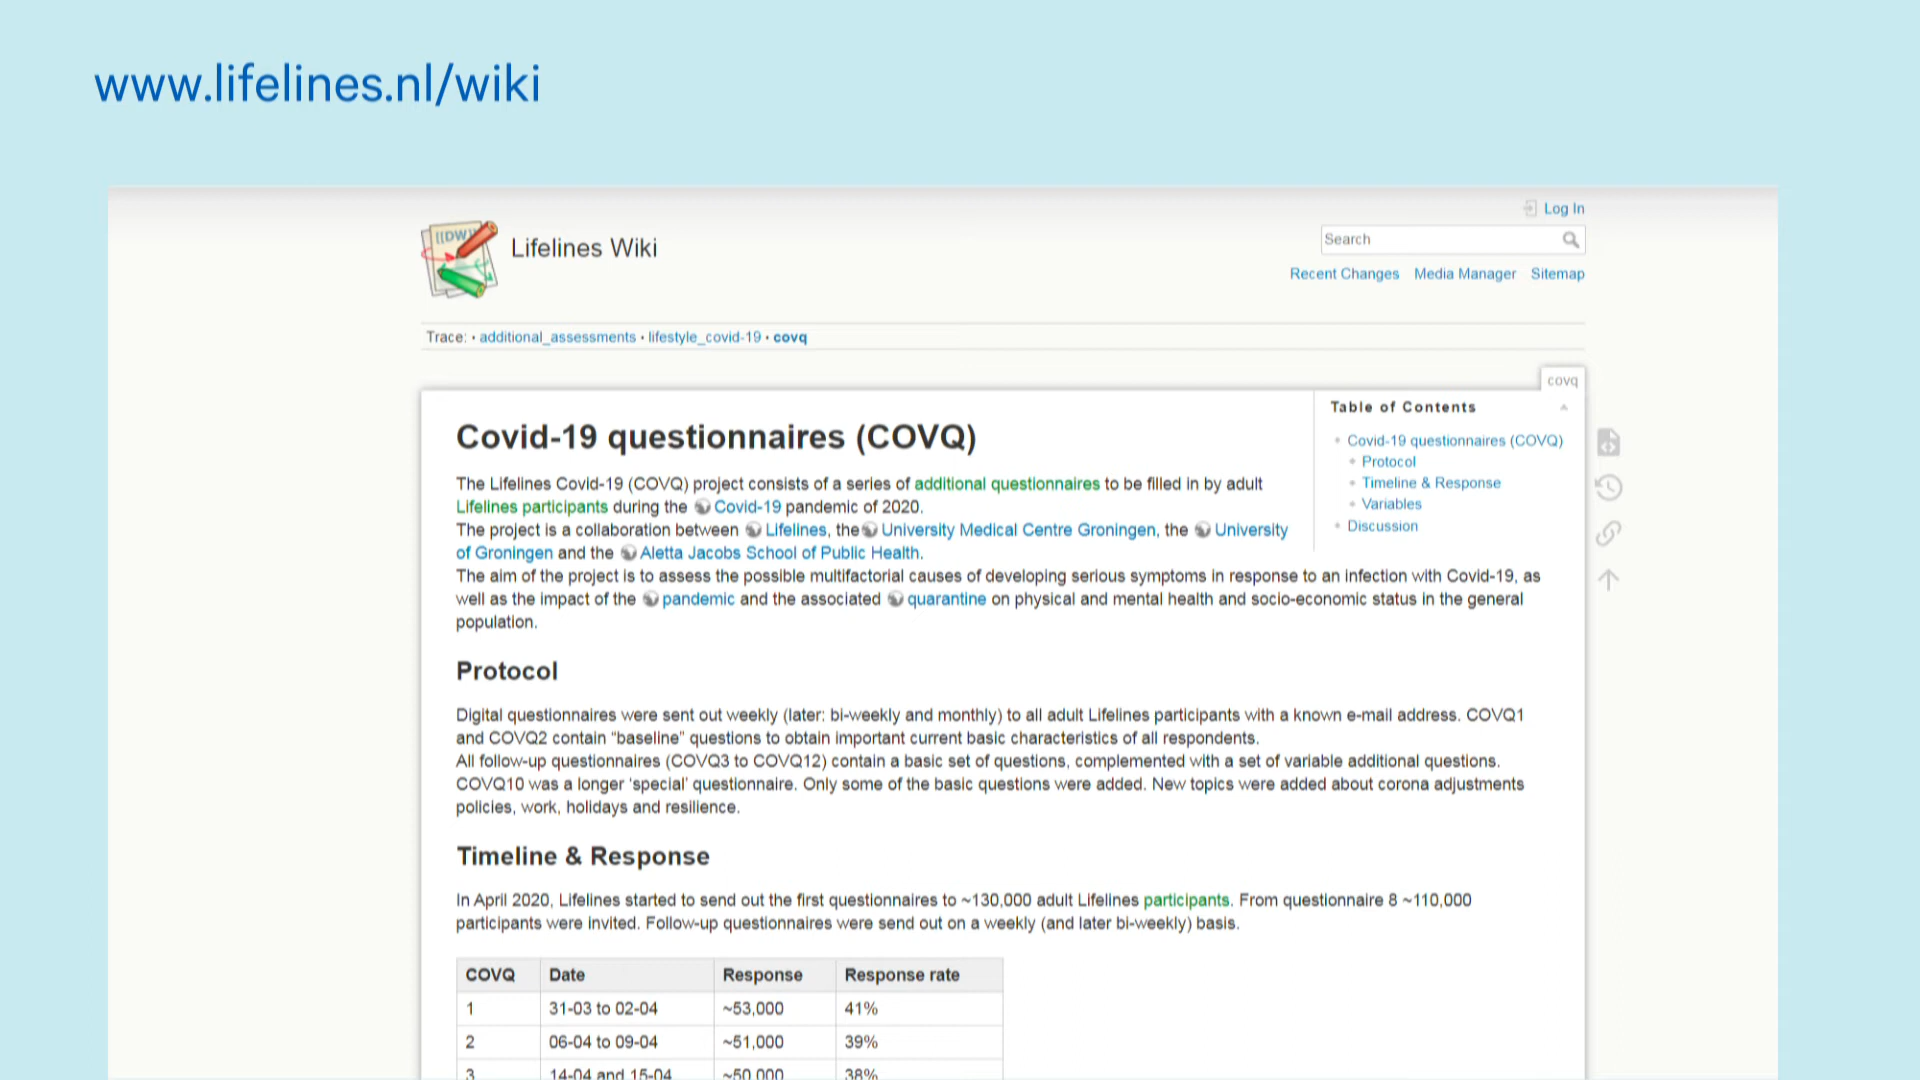 www.lifelines.nl/wiki
Log In
[[DW]]
Lifelines Wiki
Search
Recent Changes Media Manager Sitemap
Trace: • additional_assessments • lifestyle_covid-19 • covq
covq
Table of Contents
Covid-19 questionnaires (COVQ)
Protocol
Timeline & Response
Variables
Discussion
Covid-19 questionnaires (COVQ)
The Lifelines Covid-19 (COVQ) project consists of a series of additional questionnaires to be filled in by adult
Lifelines participants during the Covid-19 pandemic of 2020.
The project is a collaboration between Lifelines, the University Medical Centre Groningen, the University
of Groningen and the Aletta Jacobs School of Public Health.
The aim of the project is to assess the possible multifactorial causes of developing serious symptoms in response to an infection with Covid-19, as
well as the impact of the pandemic and the associated quarantine on physical and mental health and socio-economic status in the general
population.
Protocol
Digital questionnaires were sent out weekly (later: bi-weekly and monthly) to all adult Lifelines participants with a known e-mail address. COVQ1
and COVQ2 contain “baseline” questions to obtain important current basic characteristics of all respondents.
All follow-up questionnaires (COVQ3 to COVQ12) contain a basic set of questions, complemented with a set of variable additional questions.
COVQ10 was a longer ‘special’ questionnaire. Only some of the basic questions were added. New topics were added about corona adjustments
policies, work, holidays and resilience.
Timeline & Response
In April 2020, Lifelines started to send out the first questionnaires to ~130,000 adult Lifelines participants. From questionnaire 8 ~110,000
participants were invited. Follow-up questionnaires were send out on a weekly (and later bi-weekly) basis.
COVQ Date Response Response rate
1 31-03 to 02-04 ~53,000 41%
2 06-04 to 09-04 ~51,000 39%
3 14-04 and 15-04 ~50,000 38%